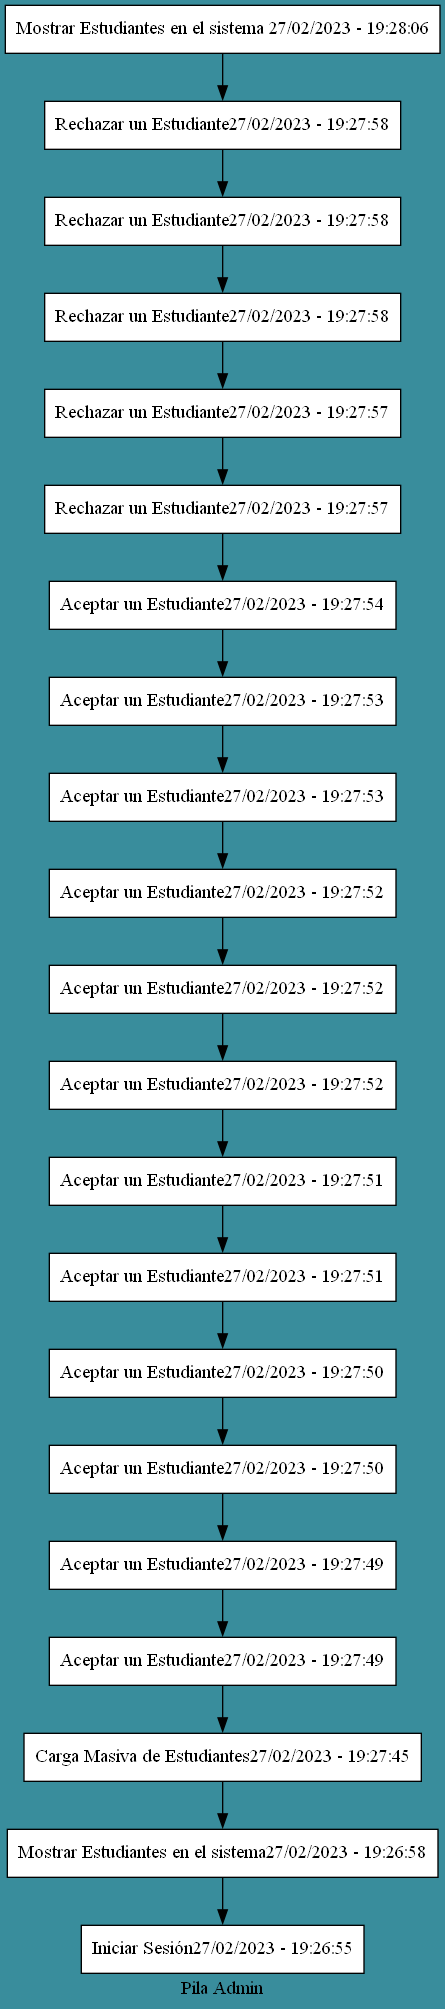 Mostrar Estudiantes en el sistema 27/02/2023 - 19:28:06
Rechazar un Estudiante27/02/2023 - 19:27:58
Rechazar un Estudiante27/02/2023 - 19:27:58
Rechazar un Estudiante27/02/2023 - 19:27:58
Rechazar un Estudiante27/02/2023 - 19:27:57
Rechazar un Estudiante27/02/2023 - 19:27:57
Aceptar un Estudiante27/02/2023 - 19:27:54
Aceptar un Estudiante27/02/2023 - 19:27:53
Aceptar un Estudiante27/02/2023 - 19:27:53
Aceptar un Estudiante27/02/2023 - 19:27:52
Aceptar un Estudiante27/02/2023 - 19:27:52
Aceptar un Estudiante27/02/2023 - 19:27:52
Aceptar un Estudiante27/02/2023 - 19:27:51
Aceptar un Estudiante27/02/2023 - 19:27:51
Aceptar un Estudiante27/02/2023 - 19:27:50
Aceptar un Estudiante27/02/2023 - 19:27:50
Aceptar un Estudiante27/02/2023 - 19:27:49
Aceptar un Estudiante27/02/2023 - 19:27:49
Carga Masiva de Estudiantes27/02/2023 - 19:27:45
Mostrar Estudiantes en el sistema27/02/2023 - 19:26:58
Iniciar Sesión27/02/2023 - 19:26:55
Pila Admin